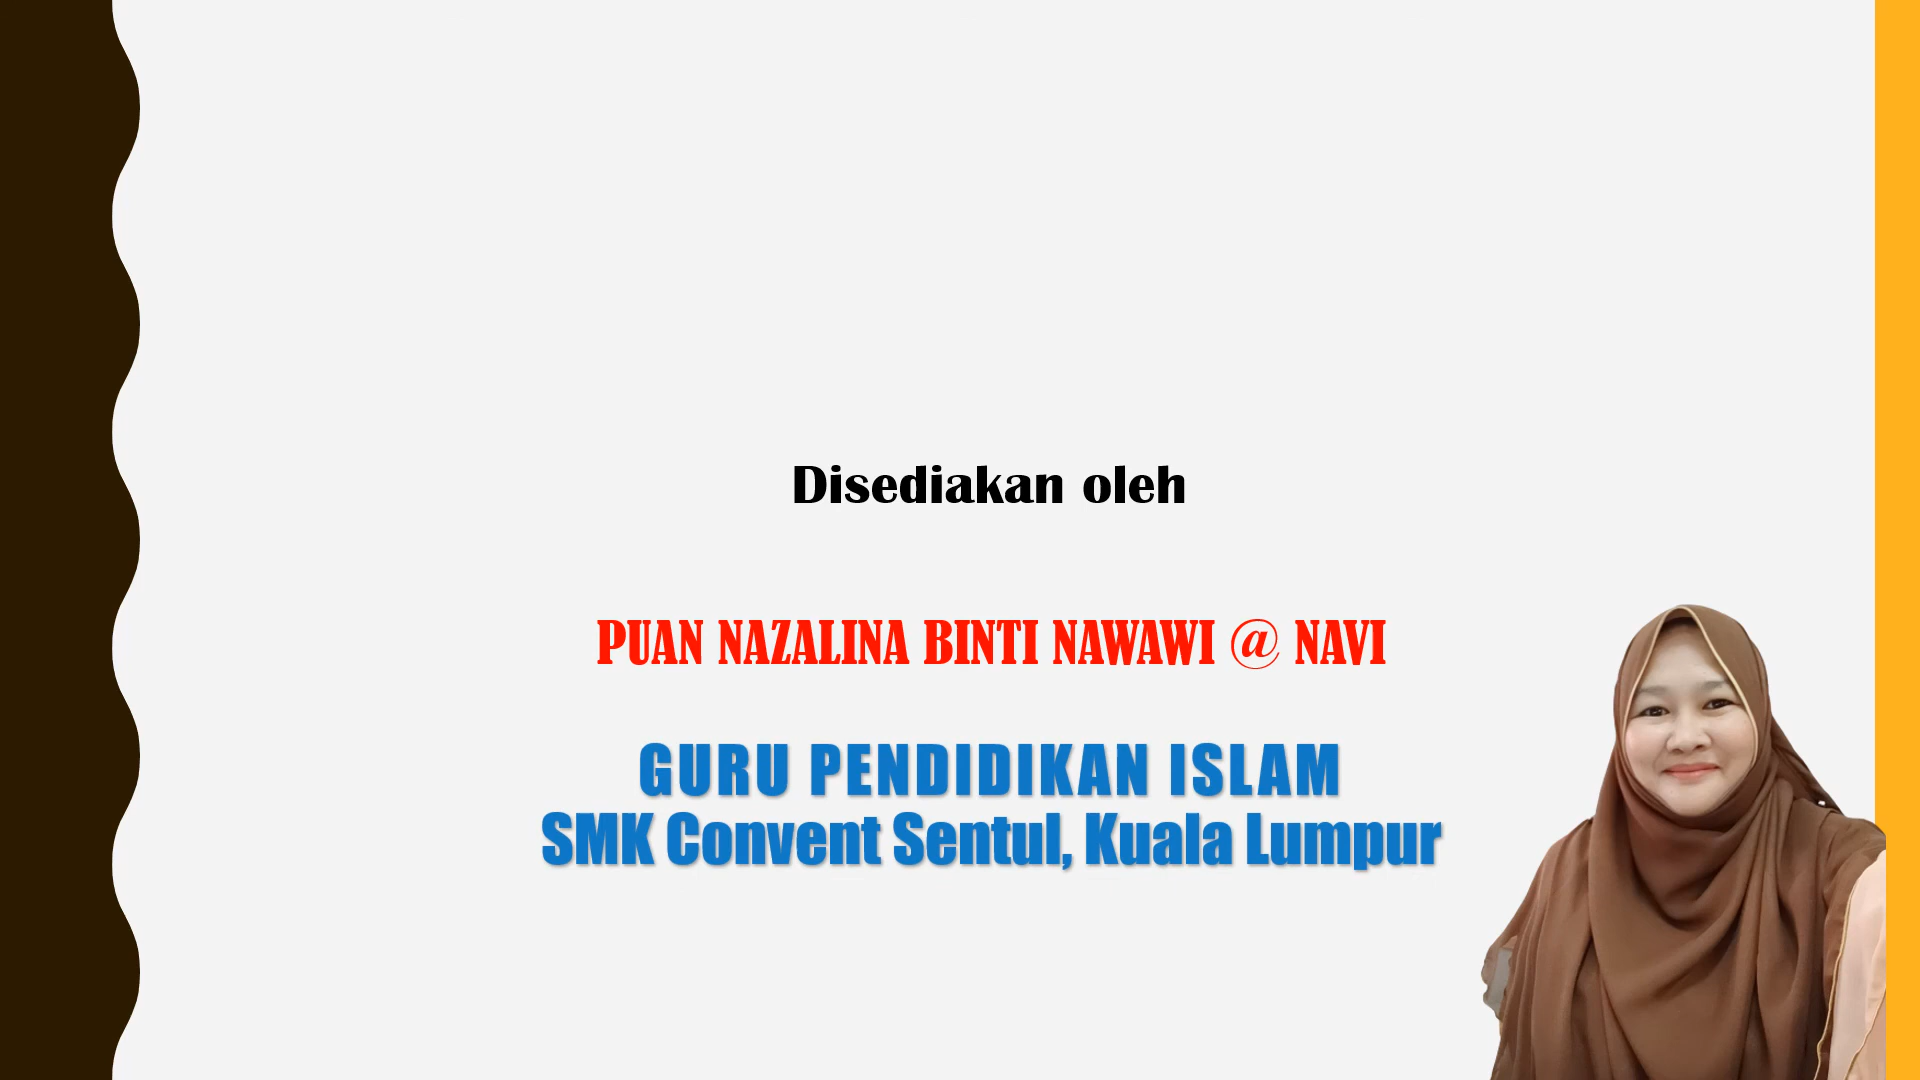 Disediakan oleh
PUAN NAZALINA BINTI NAWAWI @ NAVI
GURU PENDIDIKAN ISLAM
SMK Convent Sentul, Kuala Lumpur